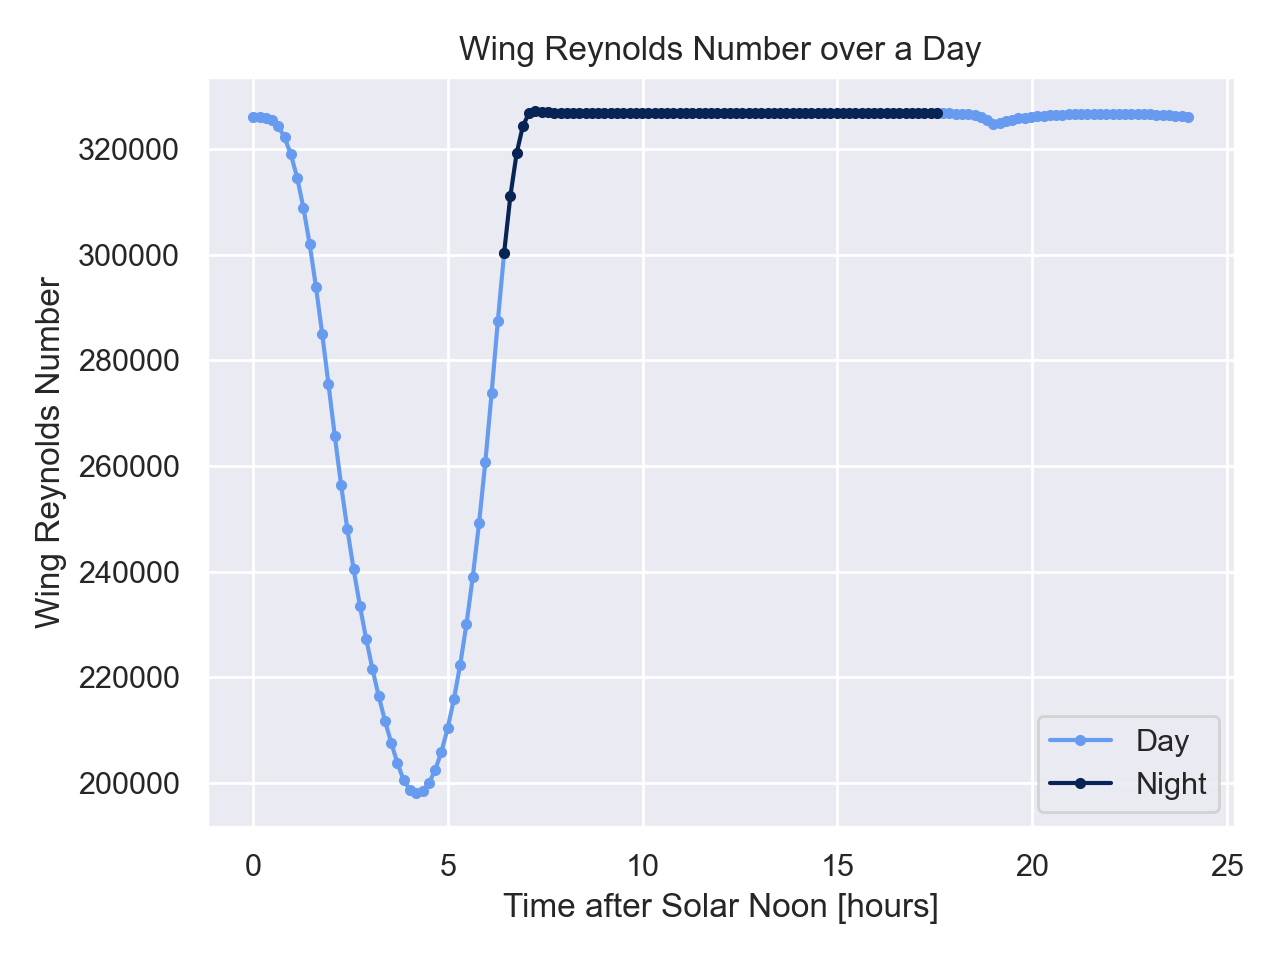 Wing Reynolds Number over a Day
Wing Reynolds Number
320000
300000
280000
260000
240000
220000
200000
0 5 10 15 20 25
Time after Solar Noon [hours]
Day
Night